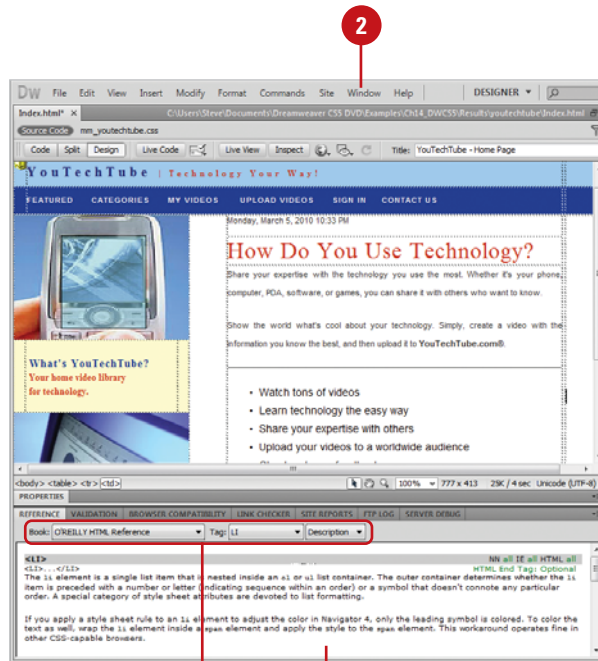 2
DW File Edit View Insert Modify Format Commands Site Window Help DESIGNER
Index.html* × C:\Users\Steve\Documents\Dreamweaver CS5 DVD\Examples\Ch14_DWCS5\Results\youtechtube\Index.html
Source Code mm_youtechtube.css
Code Split Design Live Code Live View Inspect Title: YouTechTube - Home Page
YouTechTube | Technology Your Way!
FEATURED CATEGORIES MY VIDEOS UPLOAD VIDEOS SIGN IN CONTACT US
Monday, March 5, 2010 10:33 PM
How Do You Use Technology?
Share your expertise with the technology you use the most. Whether it's your phone,
computer, PDA, software, or games, you can share it with others who want to know.
Show the world what's cool about your technology. Simply, create a video with the
information you know the best, and then upload it to YouTechTube.com®.
What's YouTechTube?
Your home video library
for technology.
• Watch tons of videos
• Learn technology the easy way
• Share your expertise with others
• Upload your videos to a worldwide audience
<body> <table> <tr> <td> 100% 777 x 413 25K / 4 sec Unicode (UTF-8)
PROPERTIES
REFERENCE VALIDATION BROWSER COMPATIBILITY LINK CHECKER SITE REPORTS FTP LOG SERVER DEBUG
Book: O'REILLY HTML Reference Tag: LI Description
<LI> NN all IE all HTML all
<LI>...</LI> HTML End Tag: Optional
The li element is a single list item that is nested inside an ol or ul list container. The outer container determines whether the li
item is preceded with a number or letter (indicating sequence within an order) or a symbol that doesn't connote any particular
order. A special category of style sheet attributes are devoted to list formatting.
If you apply a style sheet rule to an li element to adjust the color in Navigator 4, only the leading symbol is colored. To color the
text as well, wrap the li element inside a span element and apply the style to the span element. This workaround operates fine in
other CSS-capable browsers.